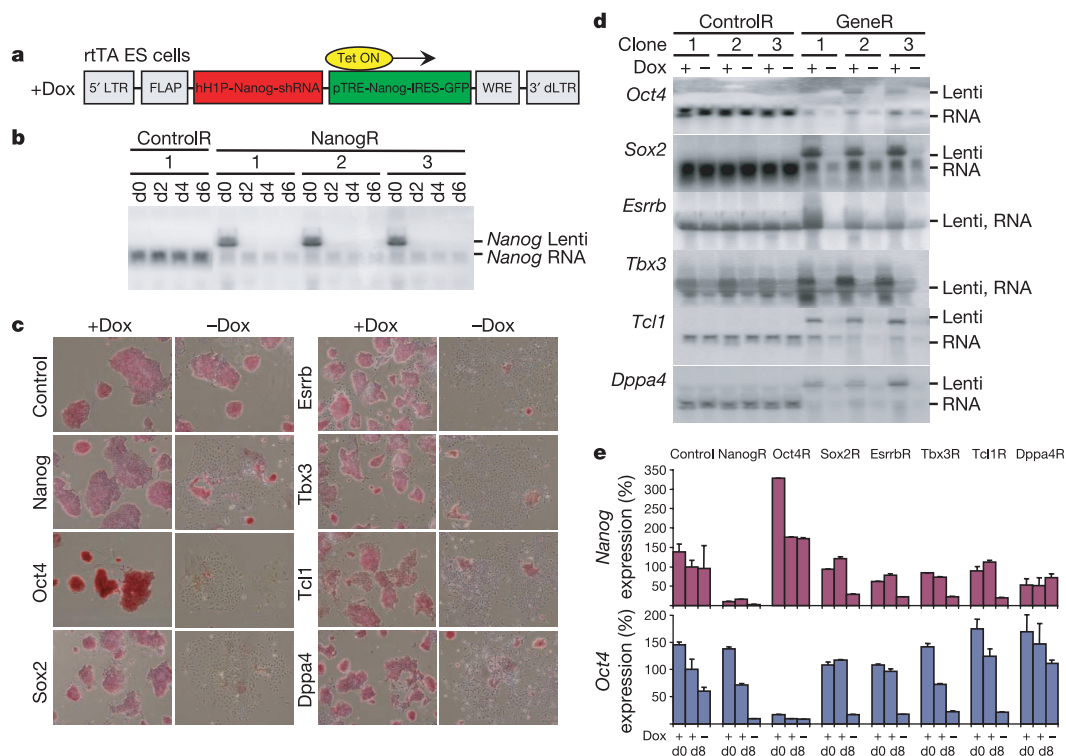 a
rtTA ES cells
Tet ON
+Dox
5′ LTR FLAP hH1P-Nanog-shRNA pTRE-Nanog-IRES-GFP WRE 3′ dLTR
b
ControlR NanogR
1 1 2 3
d0 d2 d4 d6 d0 d2 d4 d6 d0 d2 d4 d6 d0 d2 d4 d6
Nanog Lenti
Nanog RNA
c
+Dox –Dox +Dox –Dox
Control
Esrrb
Nanog
Tbx3
Oct4
Tcl1
Sox2
Dppa4
d
ControlR GeneR
Clone 1 2 3 1 2 3
Dox + – + – + – + – + – + –
Oct4
Lenti
RNA
Sox2
Lenti
RNA
Esrrb
Lenti, RNA
Tbx3
Lenti, RNA
Tcl1
Lenti
RNA
Dppa4
Lenti
RNA
e
Control NanogR Oct4R Sox2R EsrrbR Tbx3R Tcl1R Dppa4R
Nanog
expression (%)
350
300
250
200
150
100
50
Oct4
expression (%)
200
150
100
50
Dox + + – + + – + + – + + – + + – + + – + + – + + –
d0 d8 d0 d8 d0 d8 d0 d8 d0 d8 d0 d8 d0 d8 d0 d8